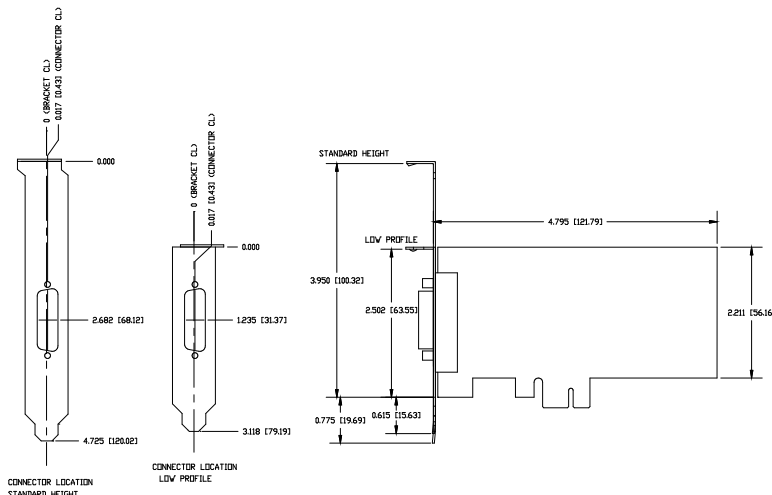 0 (BRACKET CL)
0.017 [0.43] (CONNECTOR CL)
0.000
2.682 [68.12]
4.725 [120.02]
CONNECTOR LOCATION
STANDARD HEIGHT
0 (BRACKET CL)
0.017 [0.43] (CONNECTOR CL)
0.000
1.235 [31.37]
3.118 [79.19]
CONNECTOR LOCATION
LOW PROFILE
STANDARD HEIGHT
LOW PROFILE
4.795 [121.79]
3.950 [100.32]
2.502 [63.55]
2.211 [56.16
0.775 [19.69]
0.615 [15.63]